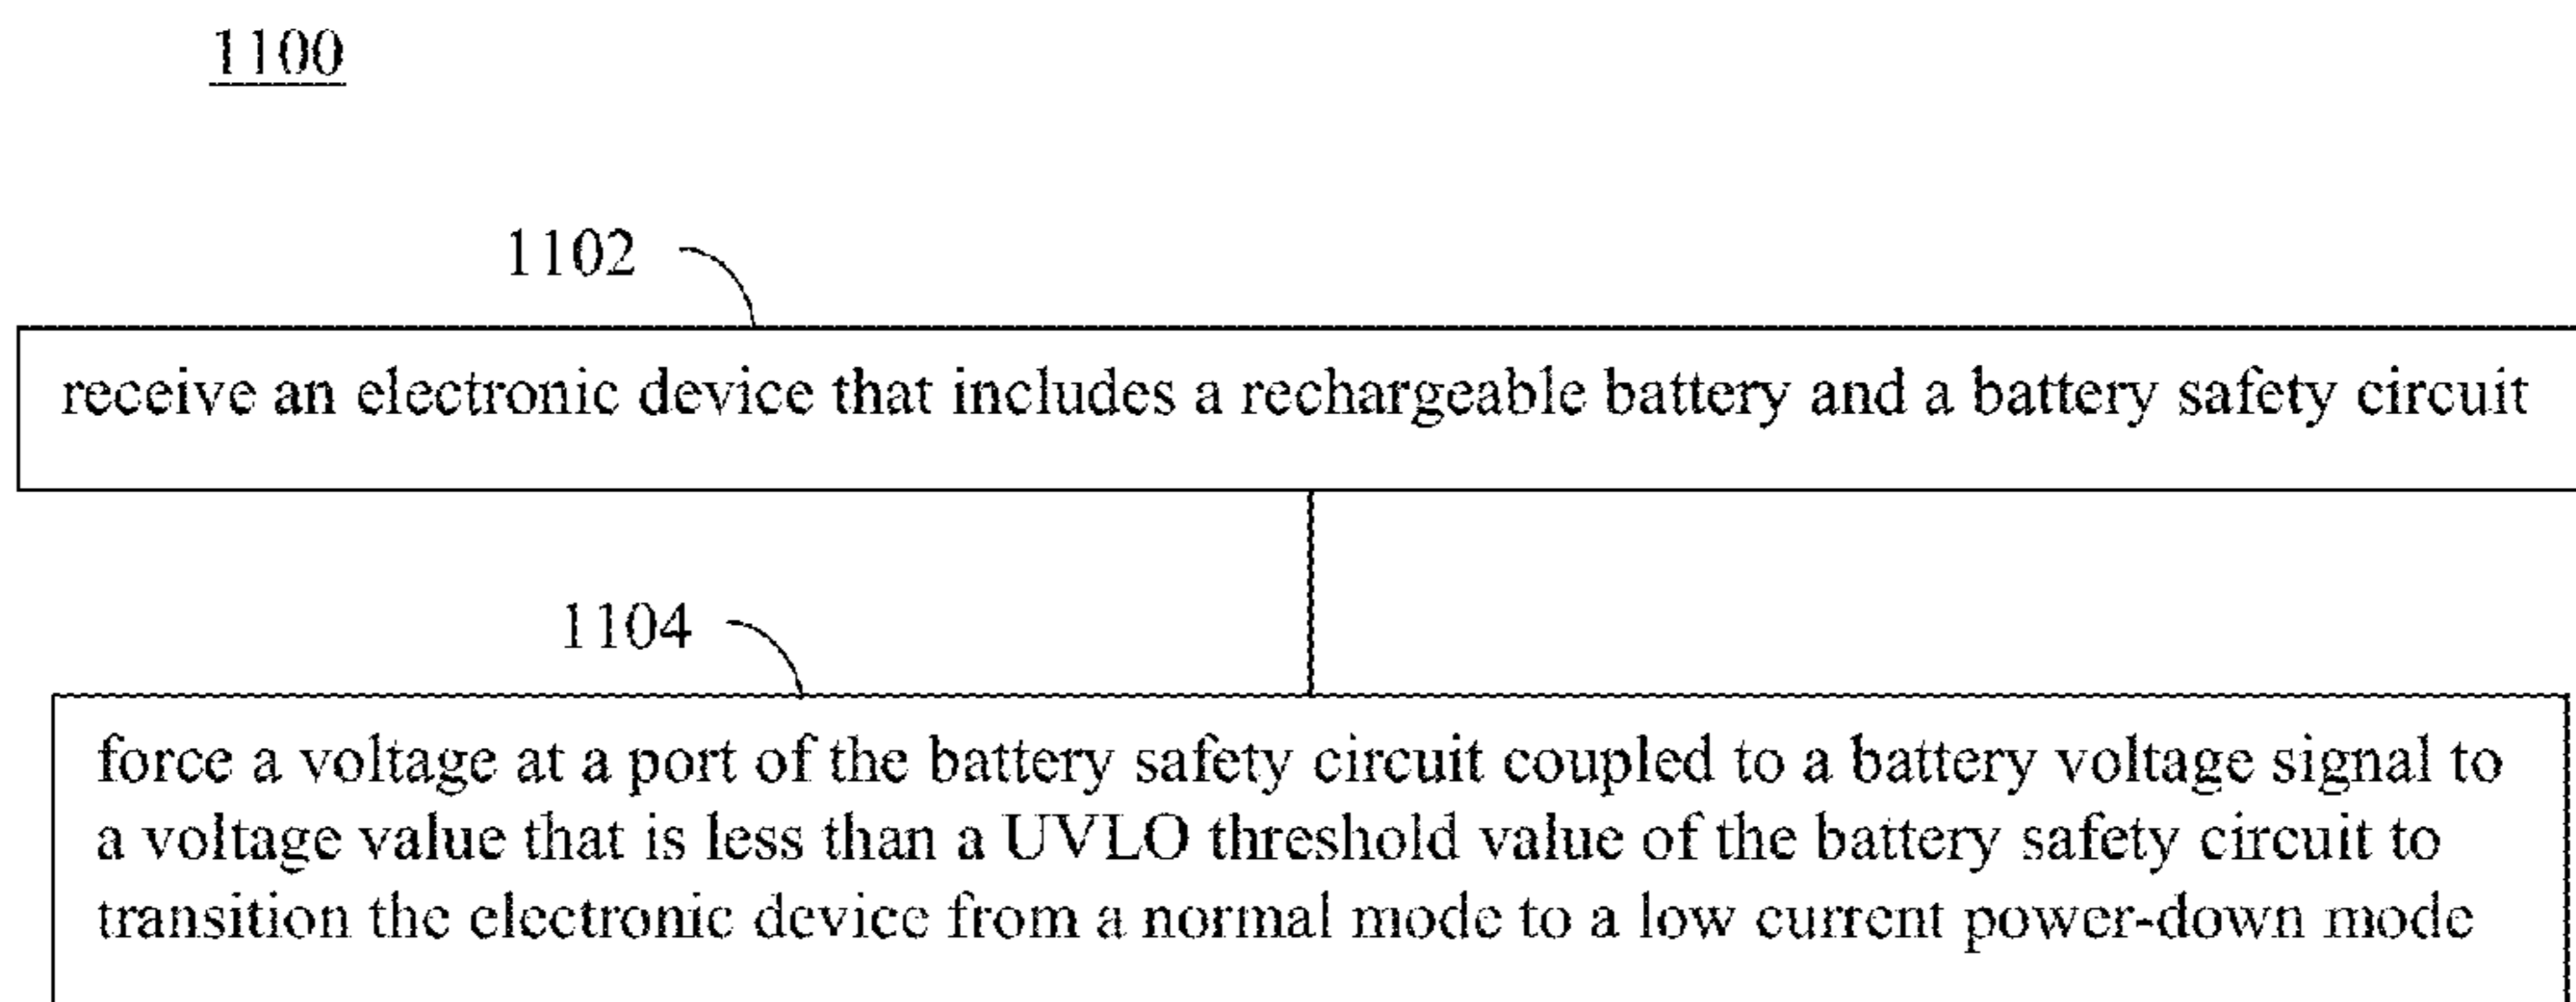 1100
1102
receive an electronic device that includes a rechargeable battery and a battery safety circuit
1104
force a voltage at a port of the battery safety circuit coupled to a battery voltage signal to
a voltage value that is less than a UVLO threshold value of the battery safety circuit to
transition the electronic device from a normal mode to a low current power-down mode